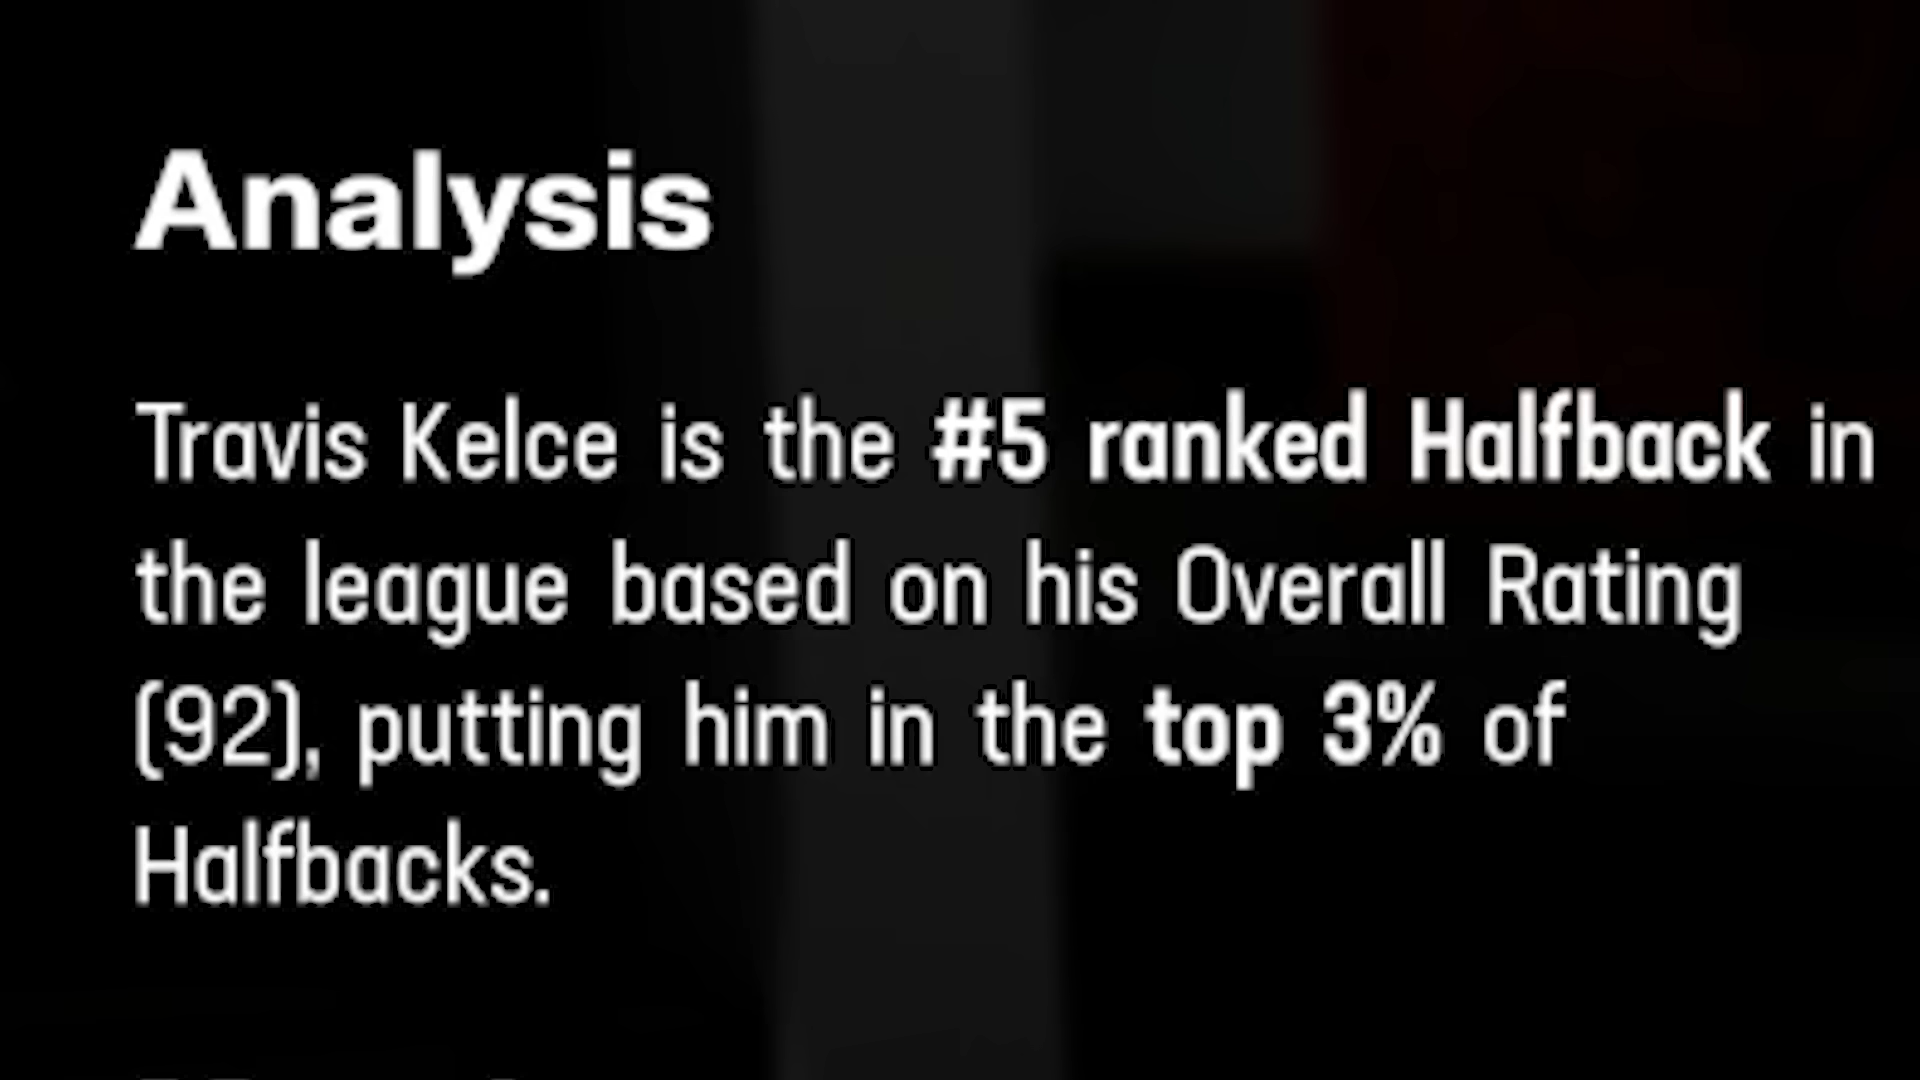 Analysis
Travis Kelce is the #5 ranked Halfback in
the league based on his Overall Rating
(92), putting him in the top 3% of
Halfbacks.